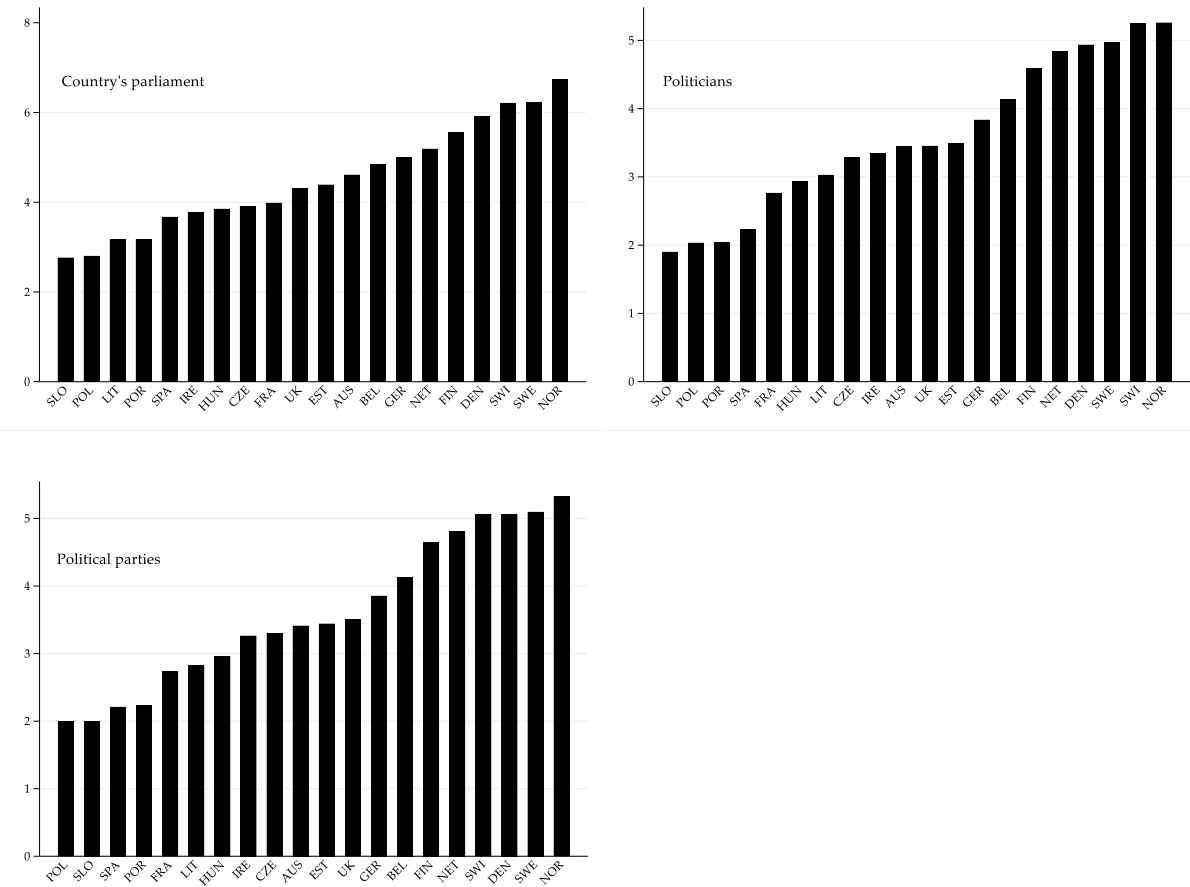 8
6
4
2
0
Country's parliament
SLO POL LIT POR SPA IRE HUN CZE FRA UK EST AUS BEL GER NET FIN DEN SWI SWE NOR
5
4
3
2
1
0
Politicians
SLO POL POR SPA FRA HUN LIT CZE IRE AUS UK EST GER BEL FIN NET DEN SWE SWI NOR
5
4
3
2
1
0
Political parties
POL SLO SPA POR FRA LIT HUN IRE CZE AUS EST UK GER BEL FIN NET SWI DEN SWE NOR